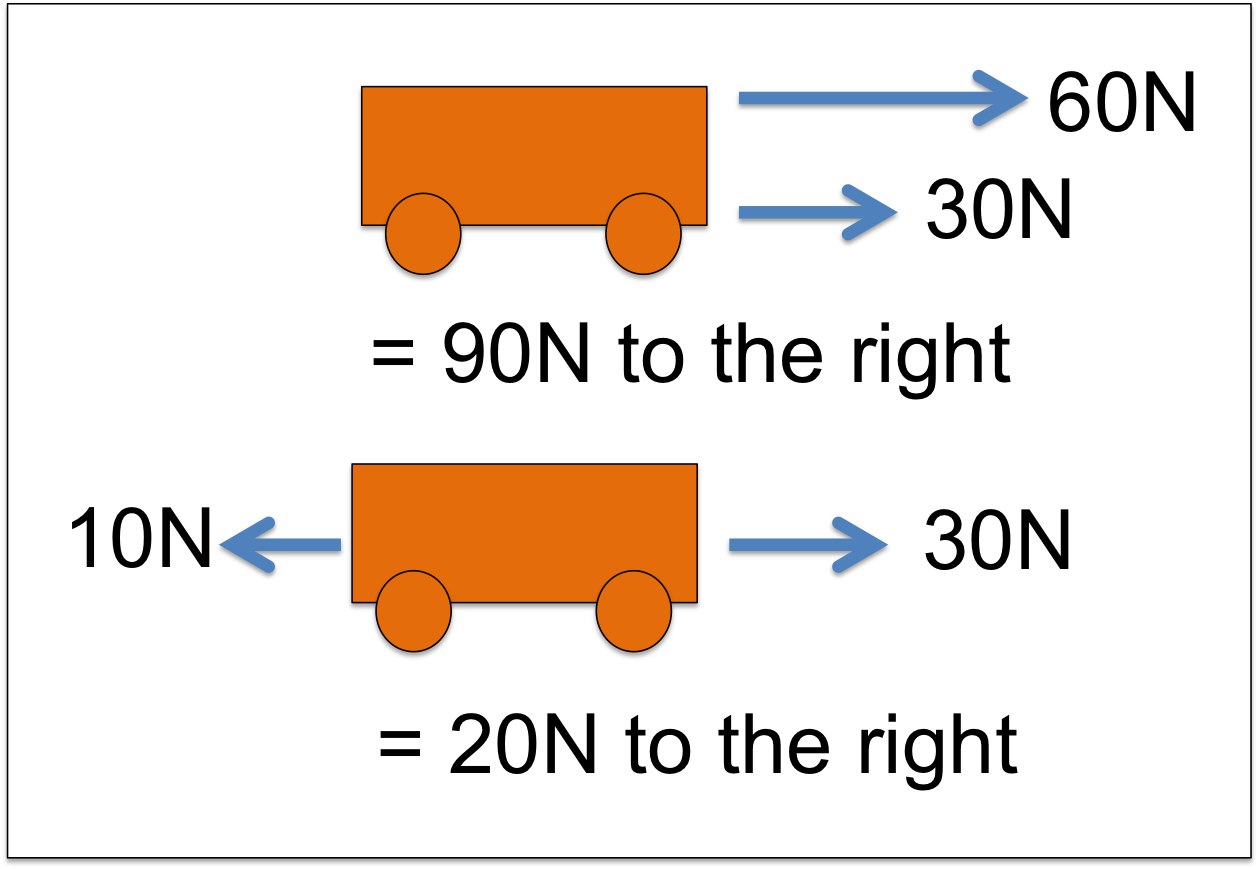 60N
30N
= 90N to the right
10N
30N
= 20N to the right